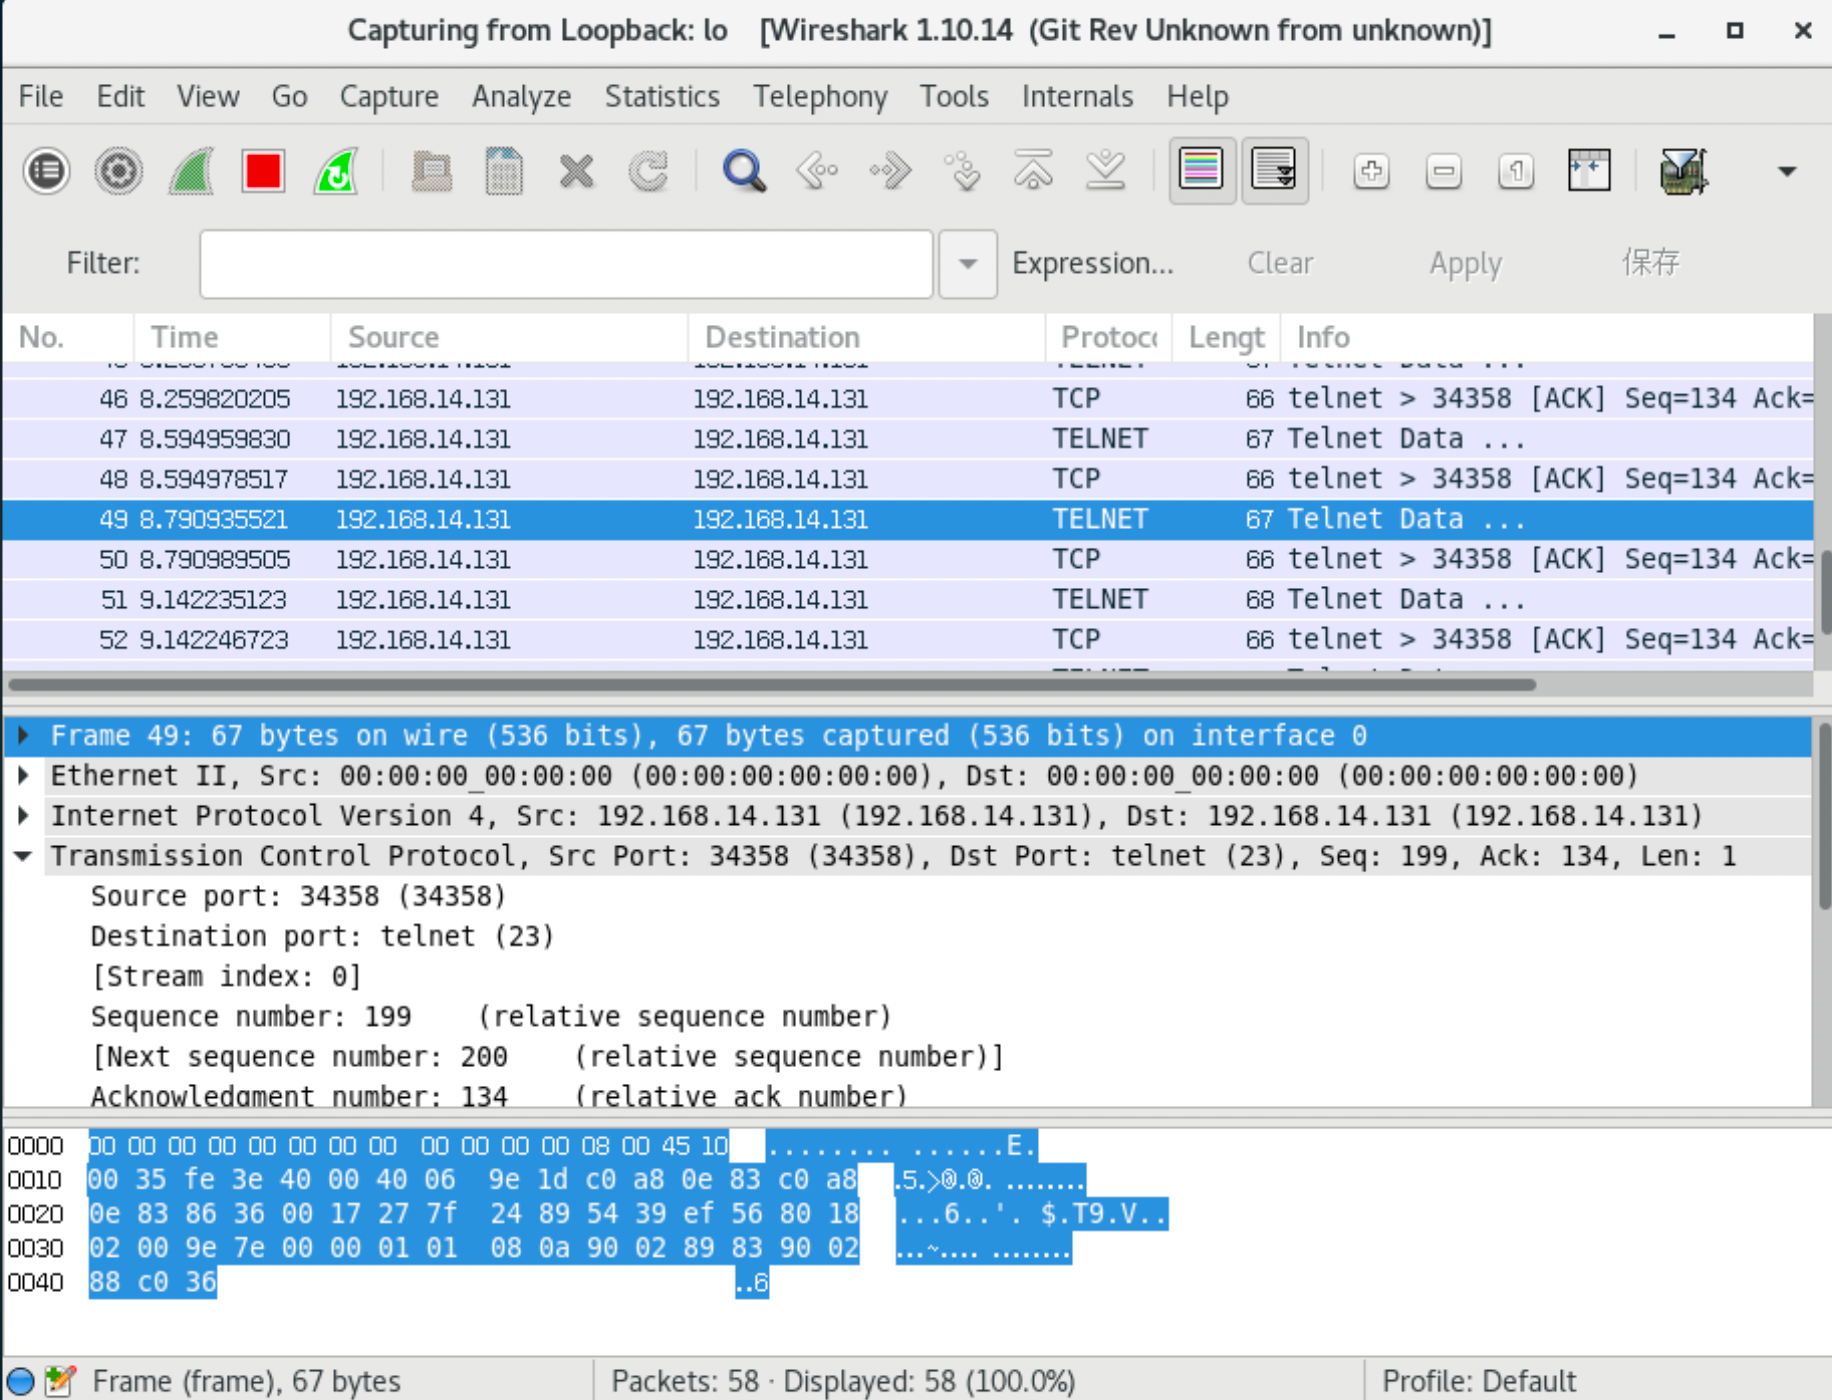 Capturing from Loopback: lo [Wireshark 1.10.14 (Git Rev Unknown from unknown)]
File Edit View Go Capture Analyze Statistics Telephony Tools Internals Help
Filter: Expression... Clear Apply 保存
No. Time Source Destination Protoc Lengt Info
46 8.259820205 192.168.14.131 192.168.14.131 TCP 66 telnet > 34358 [ACK] Seq=134 Ack=
47 8.594959830 192.168.14.131 192.168.14.131 TELNET 67 Telnet Data ...
48 8.594978517 192.168.14.131 192.168.14.131 TCP 66 telnet > 34358 [ACK] Seq=134 Ack=
49 8.790935521 192.168.14.131 192.168.14.131 TELNET 67 Telnet Data ...
50 8.790989505 192.168.14.131 192.168.14.131 TCP 66 telnet > 34358 [ACK] Seq=134 Ack=
51 9.142235123 192.168.14.131 192.168.14.131 TELNET 68 Telnet Data ...
52 9.142246723 192.168.14.131 192.168.14.131 TCP 66 telnet > 34358 [ACK] Seq=134 Ack=
Frame 49: 67 bytes on wire (536 bits), 67 bytes captured (536 bits) on interface 0
Ethernet II, Src: 00:00:00_00:00:00 (00:00:00:00:00:00), Dst: 00:00:00_00:00:00 (00:00:00:00:00:00)
Internet Protocol Version 4, Src: 192.168.14.131 (192.168.14.131), Dst: 192.168.14.131 (192.168.14.131)
Transmission Control Protocol, Src Port: 34358 (34358), Dst Port: telnet (23), Seq: 199, Ack: 134, Len: 1
Source port: 34358 (34358)
Destination port: telnet (23)
[Stream index: 0]
Sequence number: 199 (relative sequence number)
[Next sequence number: 200 (relative sequence number)]
Acknowledgment number: 134 (relative ack number)
0000 00 00 00 00 00 00 00 00 00 00 00 00 08 00 45 10 ........ ......E.
0010 00 35 fe 3e 40 00 40 06 9e 1d c0 a8 0e 83 c0 a8 .5.>@.@. ........
0020 0e 83 86 36 00 17 27 7f 24 89 54 39 ef 56 80 18 ...6..'. $.T9.V..
0030 02 00 9e 7e 00 00 01 01 08 0a 90 02 89 83 90 02 ...~.... ........
0040 88 c0 36 ..6
Frame (frame), 67 bytes Packets: 58 · Displayed: 58 (100.0%) Profile: Default